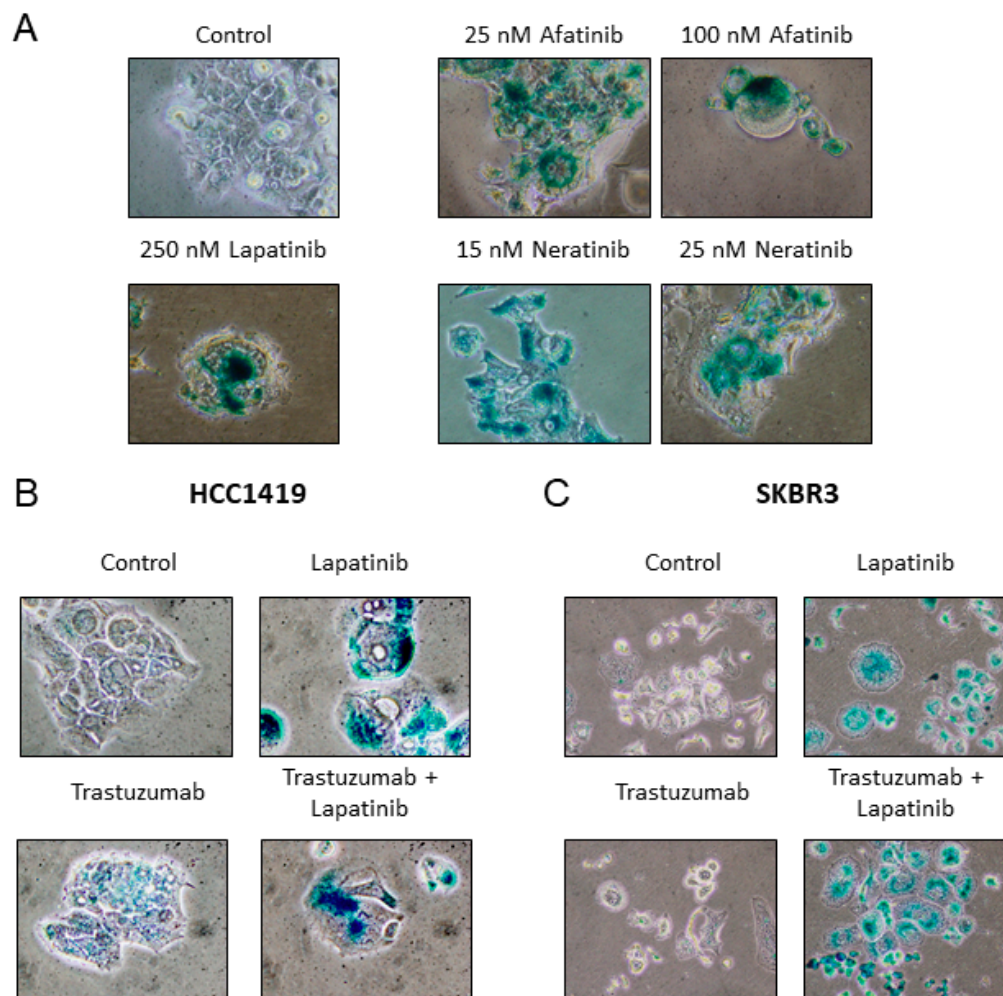 A
Control
25 nM Afatinib
100 nM Afatinib
250 nM Lapatinib
15 nM Neratinib
25 nM Neratinib
B
HCC1419
C
SKBR3
Control
Lapatinib
Control
Lapatinib
Trastuzumab
Trastuzumab +
Lapatinib
Trastuzumab
Trastuzumab +
Lapatinib